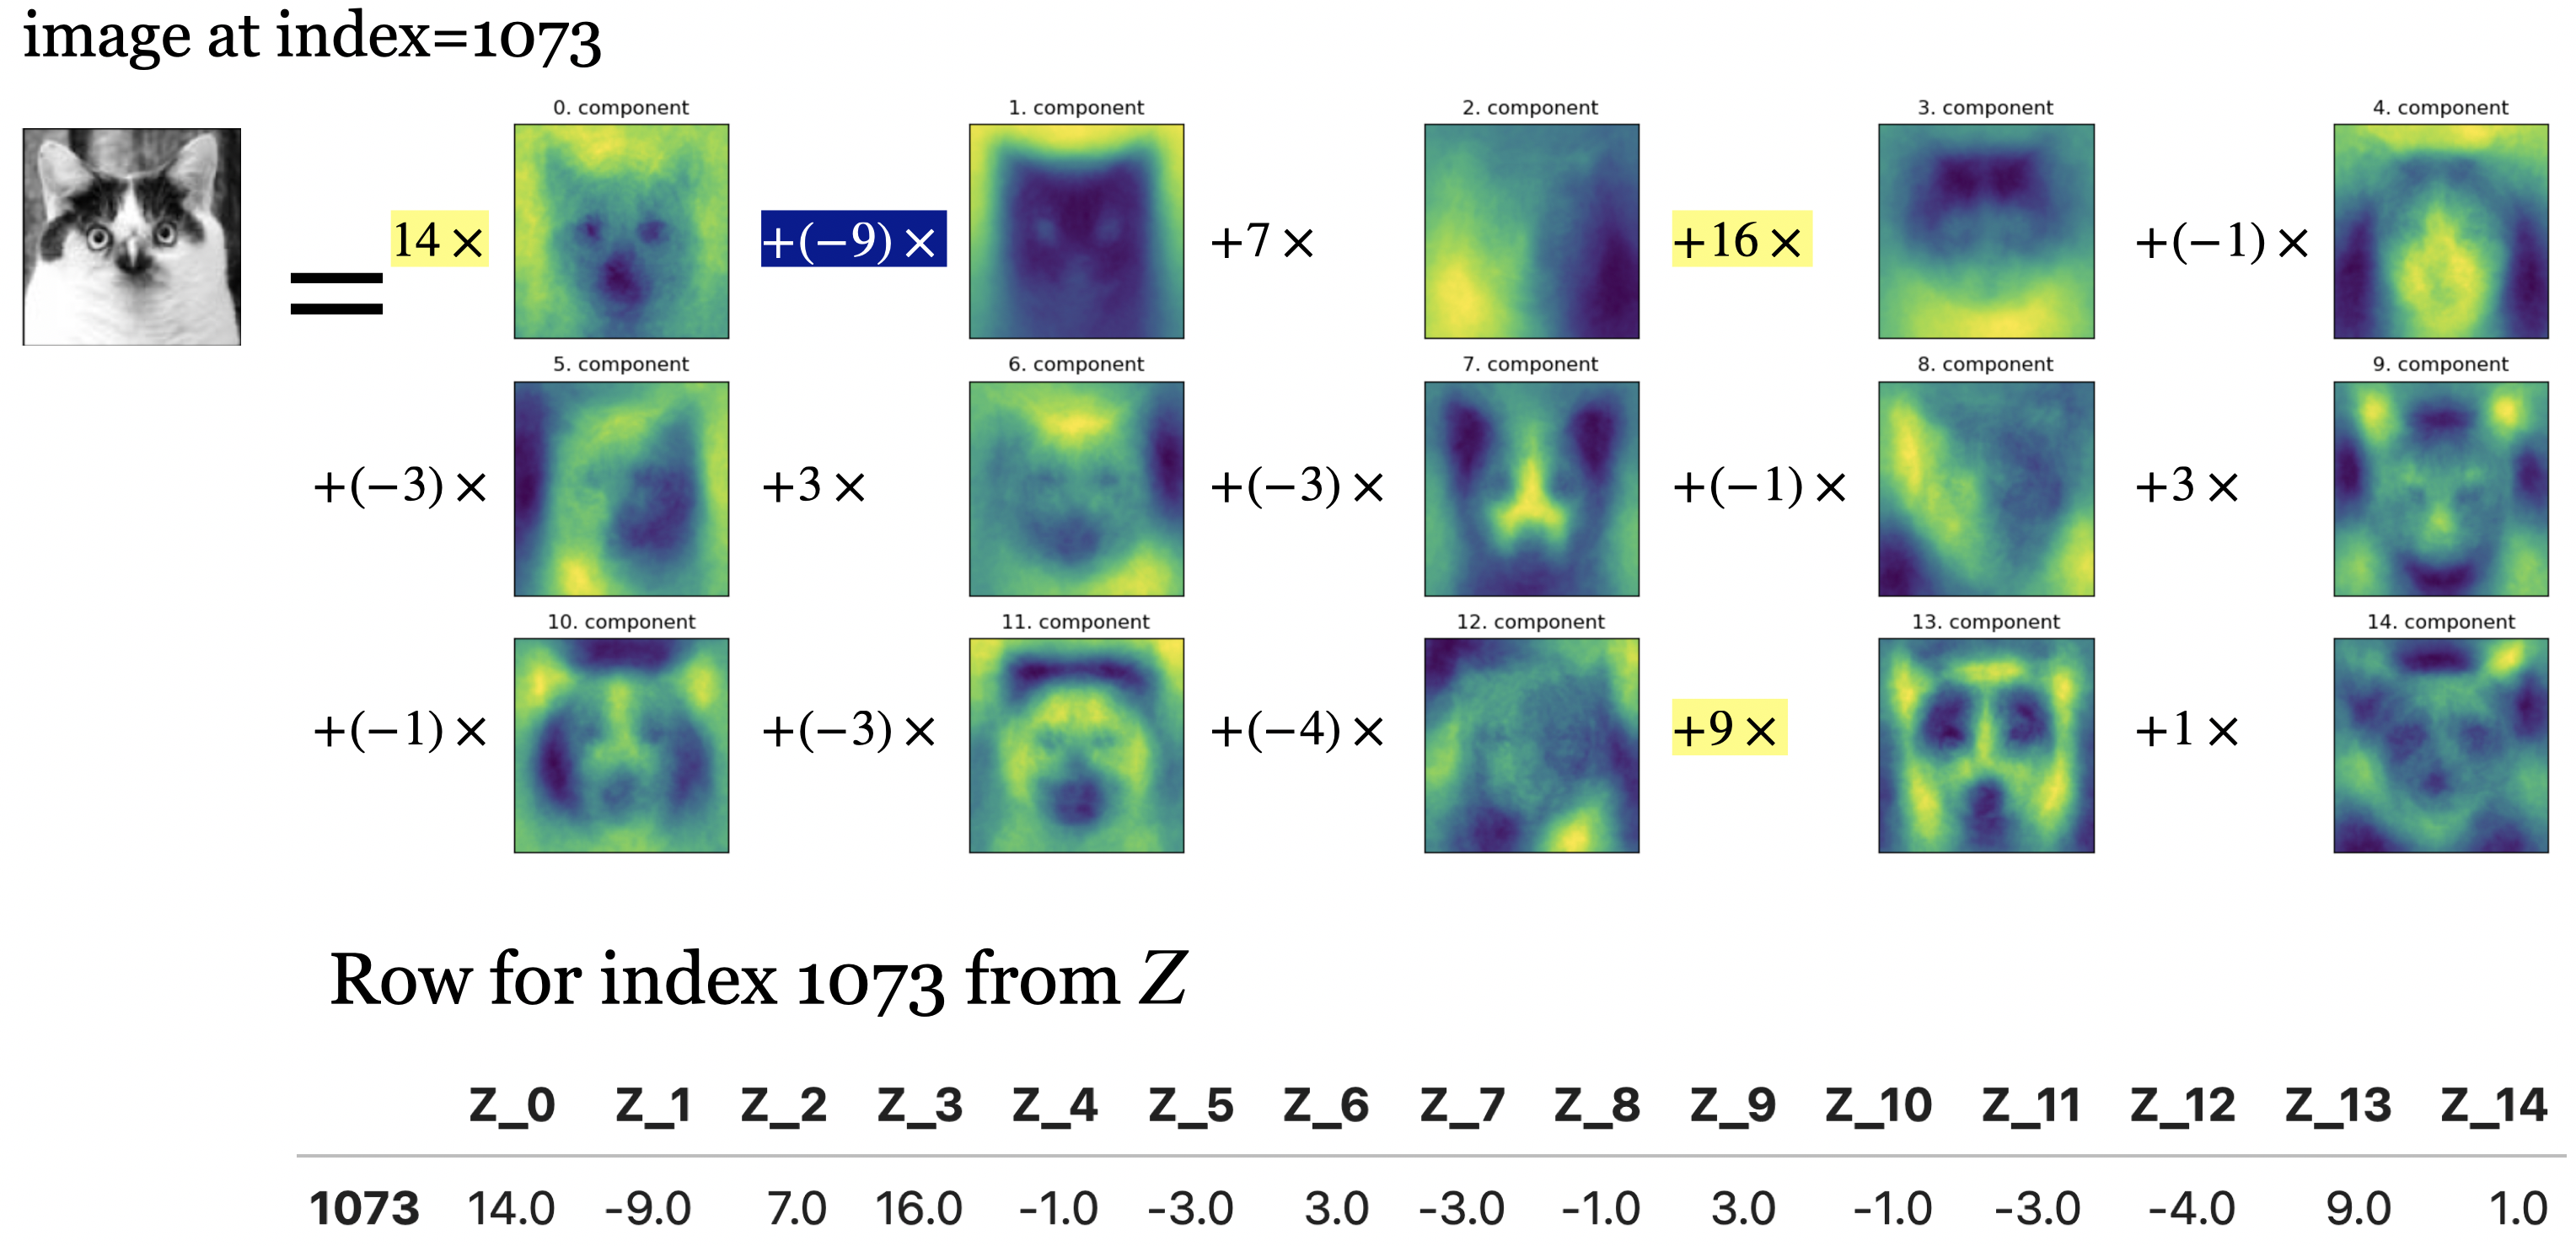 image at index=1073
0. component 1. component 2. component 3. component 4. component
14 × +(−9) × +7 × +16 × +(−1) ×
=
5. component 6. component 7. component 8. component 9. component
+(−3) × +3 × +(−3) × +(−1) × +3 ×
10. component 11. component 12. component 13. component 14. component
+(−1) × +(−3) × +(−4) × +9 × +1 ×
Row for index 1073 from Z
Z_0 Z_1 Z_2 Z_3 Z_4 Z_5 Z_6 Z_7 Z_8 Z_9 Z_10 Z_11 Z_12 Z_13 Z_14
1073 14.0 -9.0 7.0 16.0 -1.0 -3.0 3.0 -3.0 -1.0 3.0 -1.0 -3.0 -4.0 9.0 1.0